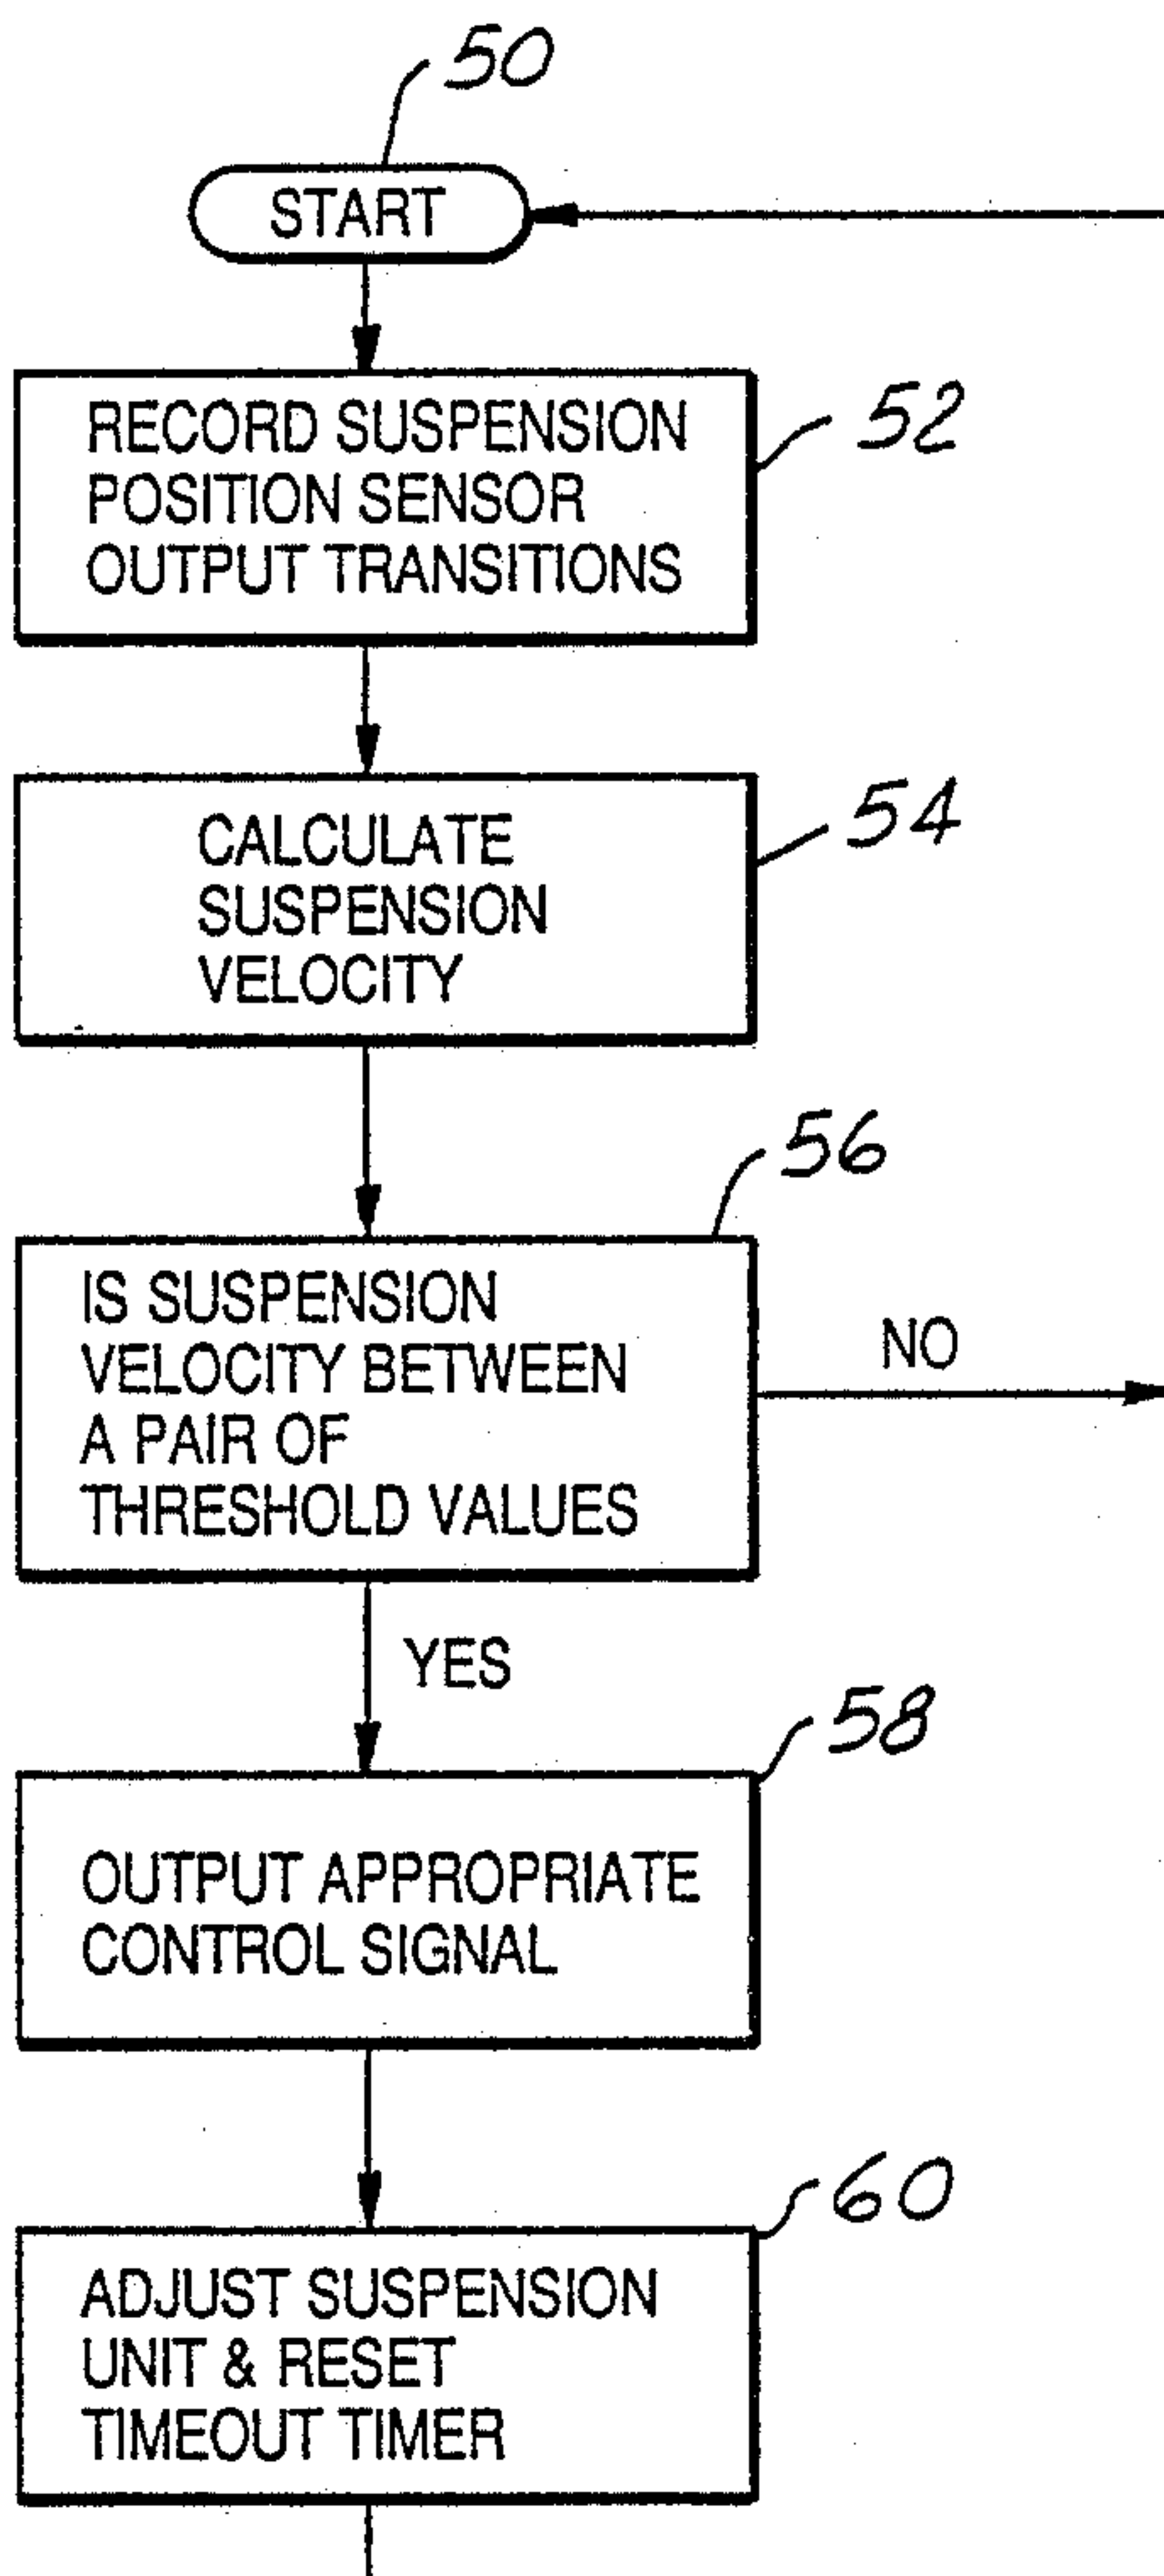 50
START
RECORD SUSPENSION
POSITION SENSOR
OUTPUT TRANSITIONS
52
CALCULATE
SUSPENSION
VELOCITY
54
56
IS SUSPENSION
VELOCITY BETWEEN
A PAIR OF
THRESHOLD VALUES
NO
YES
58
OUTPUT APPROPRIATE
CONTROL SIGNAL
60
ADJUST SUSPENSION
UNIT & RESET
TIMEOUT TIMER